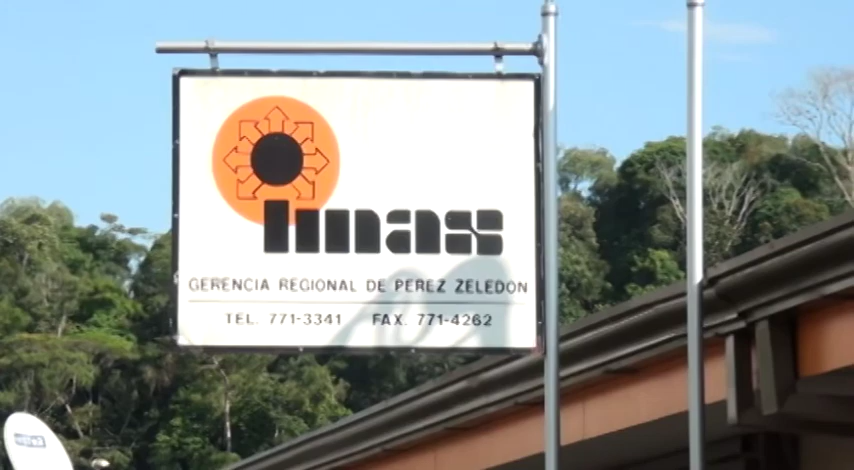 imas
GERENCIA REGIONAL DE PEREZ ZELEDON
TEL. 771-3341 FAX. 771-4262